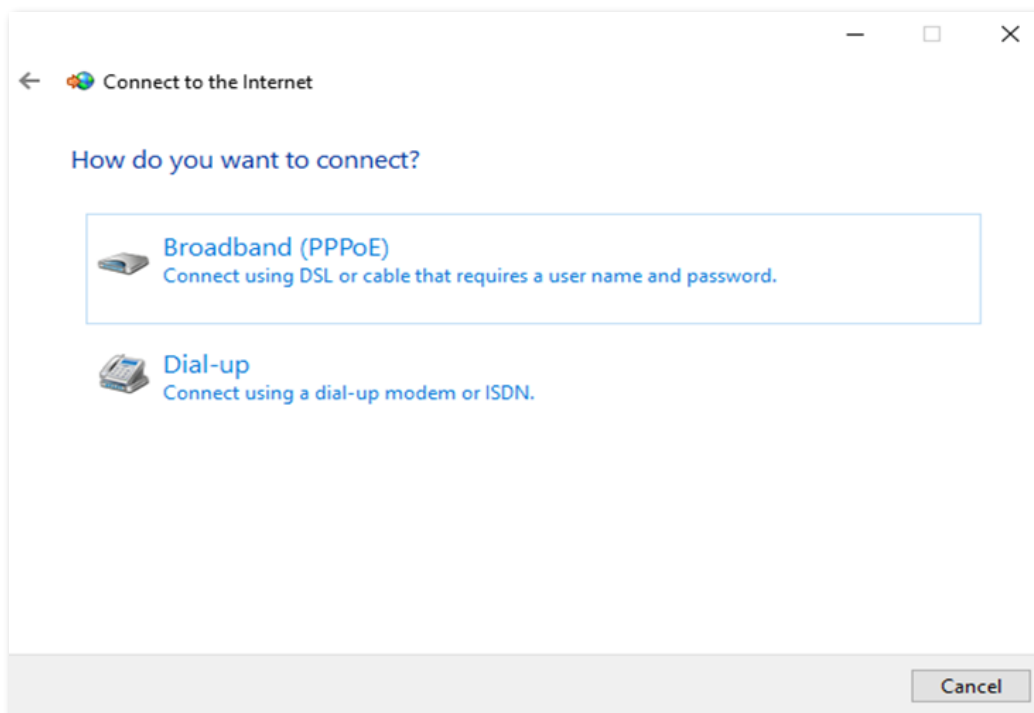 Connect to the Internet
How do you want to connect?
Broadband (PPPoE)
Connect using DSL or cable that requires a user name and password.
Dial-up
Connect using a dial-up modem or ISDN.
Cancel